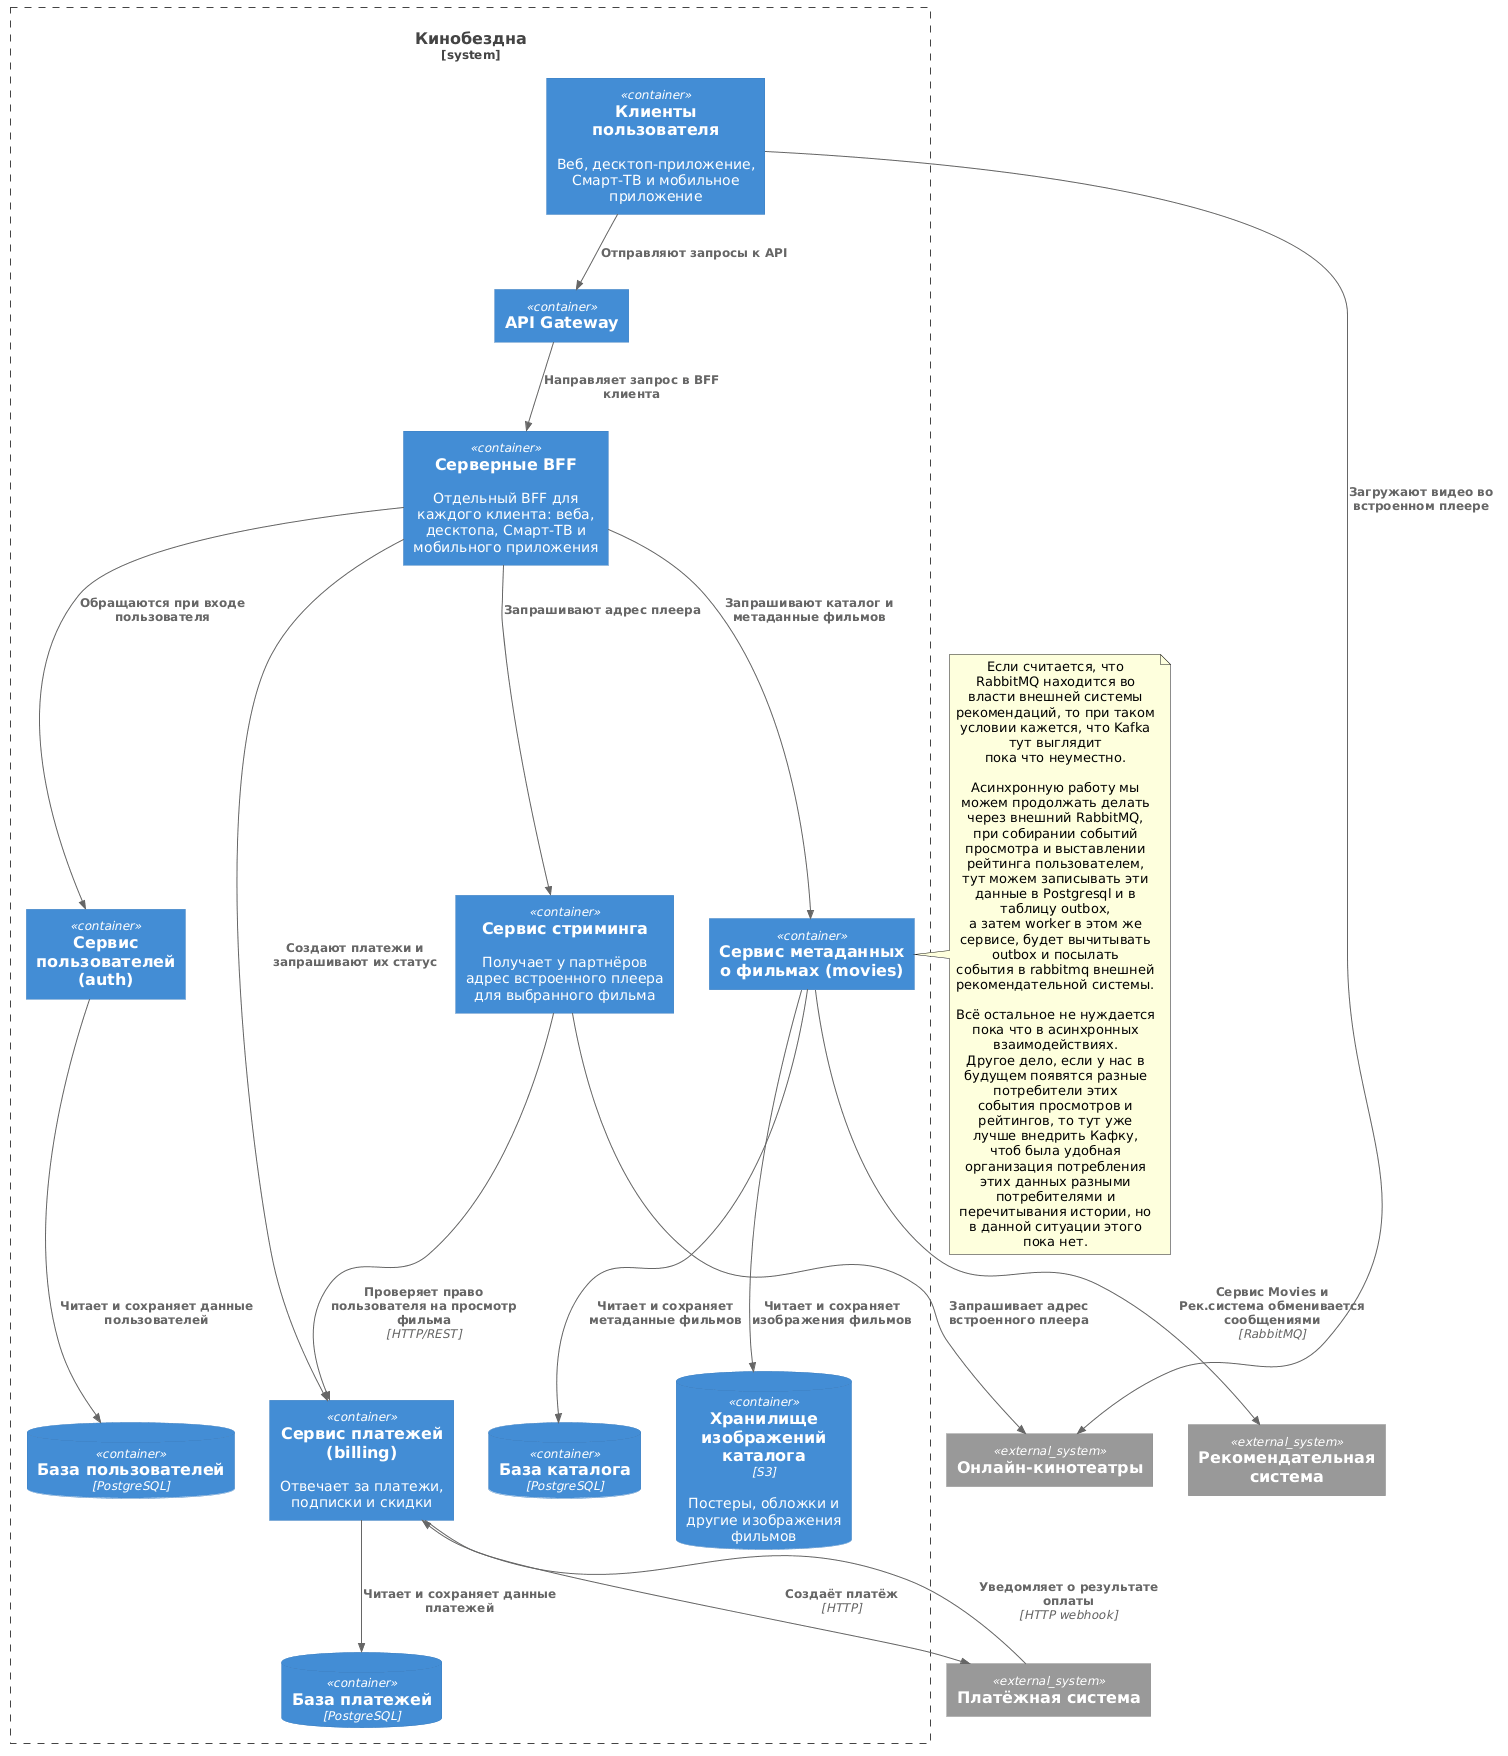 Кинобездна
[system]
«container»
Клиенты
пользователя
Веб, десктоп-приложение,
Смарт-ТВ и мобильное
приложение
Отправляют запросы к API
«container»
API Gateway
Направляет запрос в BFF
клиента
«container»
Серверные BFF
Отдельный BFF для
каждого клиента: веба,
десктопа, Смарт-ТВ и
мобильного приложения
Загружают видео во
встроенном плеере
Обращаются при входе
пользователя
Запрашивают адрес плеера
Запрашивают каталог и
метаданные фильмов
Если считается, что
RabbitMQ находится во
власти внешней системы
рекомендаций, то при таком
условии кажется, что Kafka
тут выглядит
пока что неуместно.
Асинхронную работу мы
можем продолжать делать
через внешний RabbitMQ,
при собирании событий
просмотра и выставлении
рейтинга пользователем,
тут можем записывать эти
данные в Postgresql и в
таблицу outbox,
а затем worker в этом же
сервисе, будет вычитывать
outbox и посылать
события в rabbitmq внешней
рекомендательной системы.
Всё остальное не нуждается
пока что в асинхронных
взаимодействиях.
Другое дело, если у нас в
будущем появятся разные
потребители этих
события просмотров и
рейтингов, то тут уже
лучше внедрить Кафку,
чтоб была удобная
организация потребления
этих данных разными
потребителями и
перечитывания истории, но
в данной ситуации этого
пока нет.
«container»
Сервис
пользователей
(auth)
Создают платежи и
запрашивают их статус
«container»
Сервис стриминга
Получает у партнёров
адрес встроенного плеера
для выбранного фильма
«container»
Сервис метаданных
о фильмах (movies)
Читает и сохраняет данные
пользователей
Проверяет право
пользователя на просмотр
фильма
[HTTP/REST]
Читает и сохраняет
метаданные фильмов
Читает и сохраняет
изображения фильмов
Запрашивает адрес
встроенного плеера
Сервис Movies и
Рек.система обменивается
сообщениями
[RabbitMQ]
«container»
База пользователей
[PostgreSQL]
«container»
Сервис платежей
(billing)
Отвечает за платежи,
подписки и скидки
«container»
База каталога
[PostgreSQL]
«container»
Хранилище
изображений
каталога
[S3]
Постеры, обложки и
другие изображения
фильмов
«external_system»
Онлайн-кинотеатры
«external_system»
Рекомендательная
система
Читает и сохраняет данные
платежей
Создаёт платёж
[HTTP]
Уведомляет о результате
оплаты
[HTTP webhook]
«container»
База платежей
[PostgreSQL]
«external_system»
Платёжная система